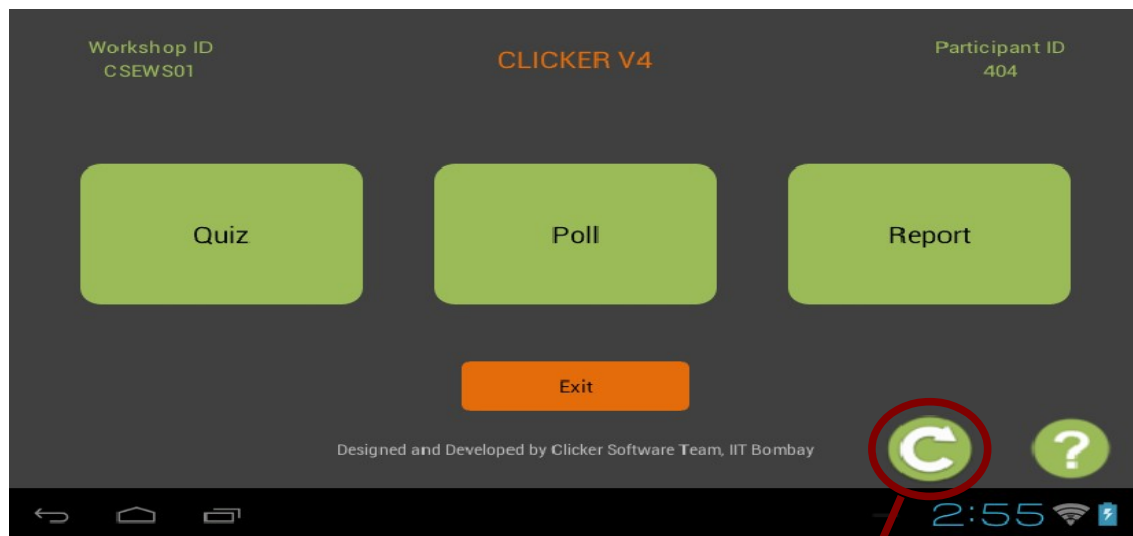 Workshop ID
CSEWS01
CLICKER V4
Participant ID
404
Quiz
Poll
Report
Exit
Designed and Developed by Clicker Software Team, IIT Bombay
?
2:55